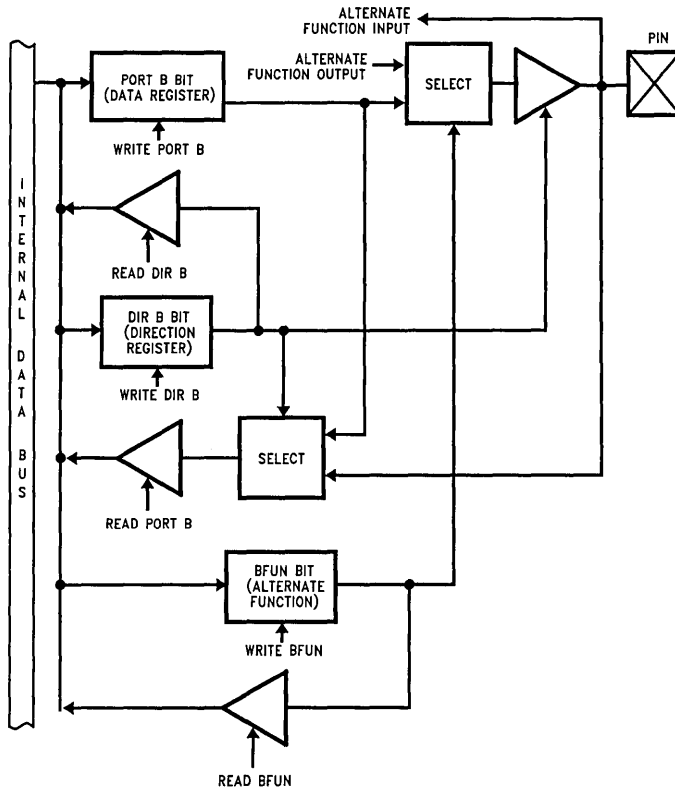 ALTERNATE
FUNCTION INPUT
PIN
ALTERNATE
FUNCTION OUTPUT
SELECT
PORT B BIT
(DATA REGISTER)
WRITE PORT B
INTERNAL DATA BUS
READ DIR B
DIR B BIT
(DIRECTION
REGISTER)
WRITE DIR B
SELECT
READ PORT B
BFUN BIT
(ALTERNATE
FUNCTION)
WRITE BFUN
READ BFUN